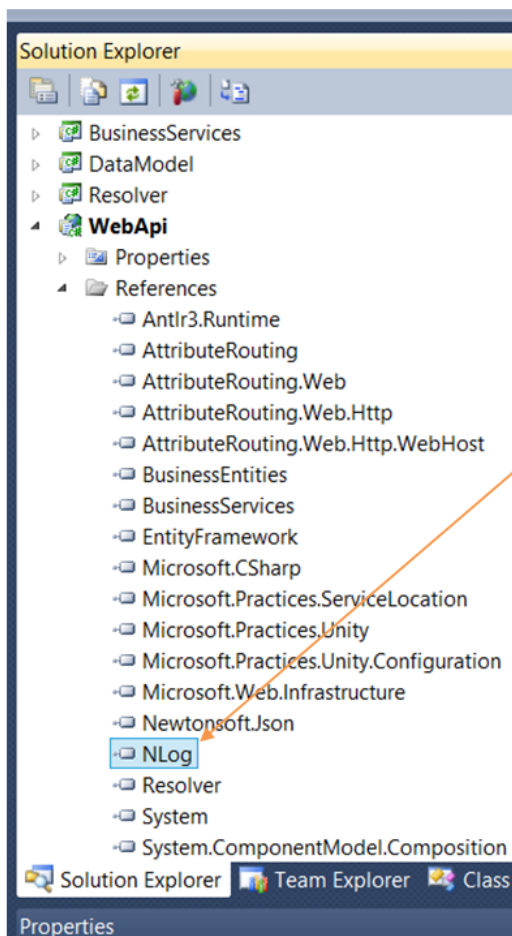 Solution Explorer
BusinessServices
DataModel
Resolver
WebApi
Properties
References
Antlr3.Runtime
AttributeRouting
AttributeRouting.Web
AttributeRouting.Web.Http
AttributeRouting.Web.Http.WebHost
BusinessEntities
BusinessServices
EntityFramework
Microsoft.CSharp
Microsoft.Practices.ServiceLocation
Microsoft.Practices.Unity
Microsoft.Practices.Unity.Configuration
Microsoft.Web.Infrastructure
Newtonsoft.Json
NLog
Resolver
System
System.ComponentModel.Composition
Solution Explorer Team Explorer Class
Properties